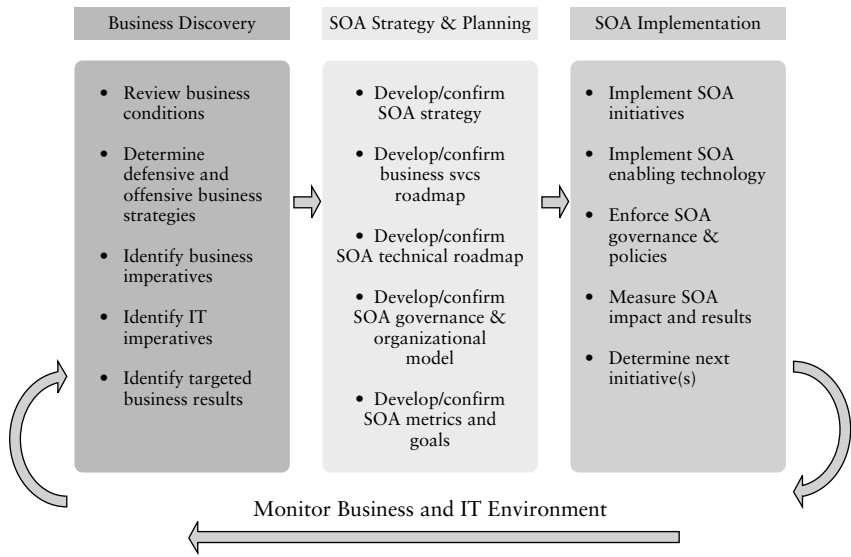 Business Discovery
SOA Strategy & Planning
SOA Implementation
• Review business
conditions
• Determine
defensive and
offensive business
strategies
• Identify business
imperatives
• Identify IT
imperatives
• Identify targeted
business results
• Develop/confirm
SOA strategy
• Develop/confirm
business svcs
roadmap
• Develop/confirm
SOA technical roadmap
• Develop/confirm
SOA governance &
organizational
model
• Develop/confirm
SOA metrics and
goals
• Implement SOA
initiatives
• Implement SOA
enabling technology
• Enforce SOA
governance &
policies
• Measure SOA
impact and results
• Determine next
initiative(s)
Monitor Business and IT Environment